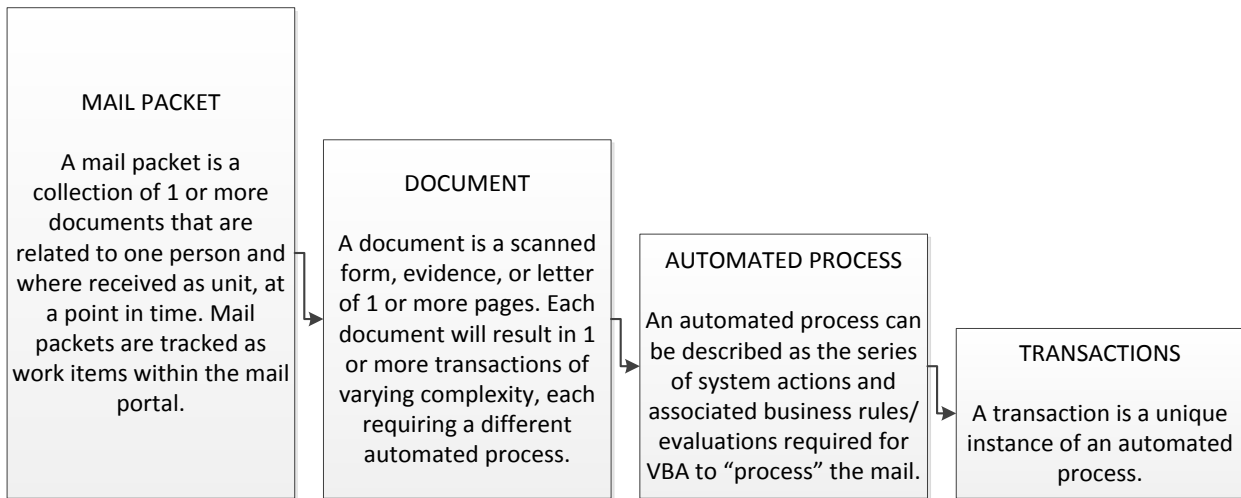 MAIL PACKET
A mail packet is a
collection of 1 or more
documents that are
related to one person and
where received as unit, at
a point in time. Mail
packets are tracked as
work items within the mail
portal.
DOCUMENT
A document is a scanned
form, evidence, or letter
of 1 or more pages. Each
document will result in 1
or more transactions of
varying complexity, each
requiring a different
automated process.
AUTOMATED PROCESS
An automated process can
be described as the series
of system actions and
associated business rules/
evaluations required for
VBA to “process” the mail.
TRANSACTIONS
A transaction is a unique
instance of an automated
process.